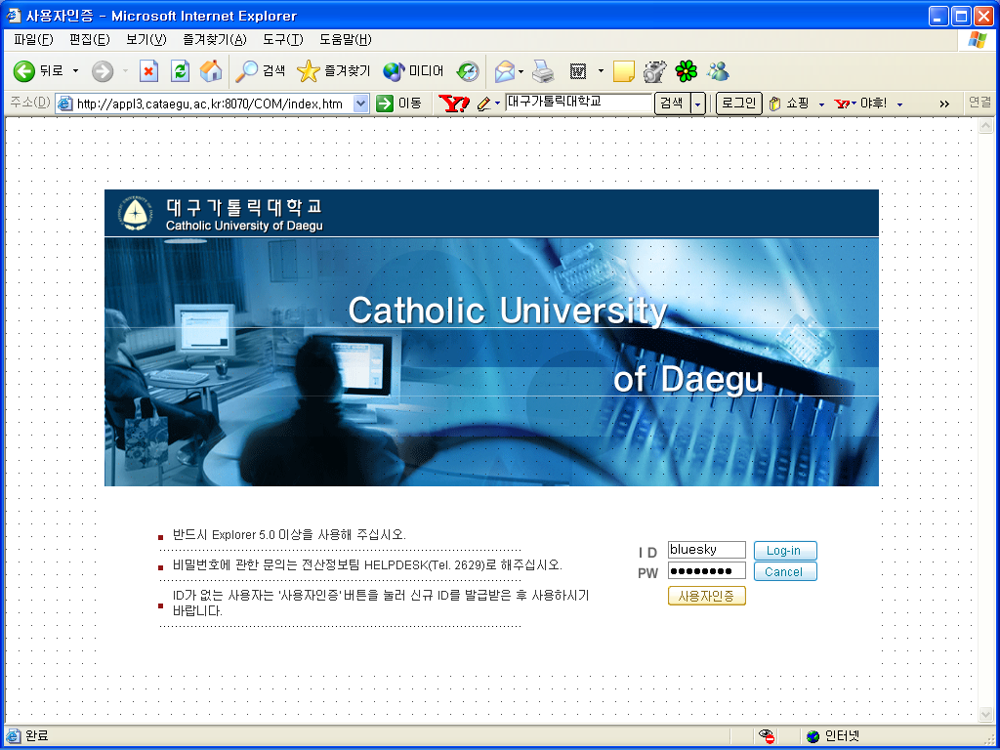 사용자인증 - Microsoft Internet Explorer
파일(F) 편집(E) 보기(V) 즐겨찾기(A) 도구(T) 도움말(H)
뒤로 검색 즐겨찾기 미디어
주소(D) http://appl3.cataegu.ac.kr:8070/COM/index.htm 이동 Y! 대구가톨릭대학교 검색 로그인 쇼핑 야후! » 연결
대구가톨릭대학교
Catholic University of Daegu
Catholic University
of Daegu
반드시 Explorer 5.0 이상을 사용해 주십시오.
비밀번호에 관한 문의는 전산정보팀 HELPDESK(Tel. 2629)로 해주십시오.
ID가 없는 사용자는 '사용자인증' 버튼을 눌러 신규 ID를 발급받은 후 사용하시기
바랍니다.
I D bluesky Log-in
PW ●●●●●●●● Cancel
사용자인증
완료 인터넷